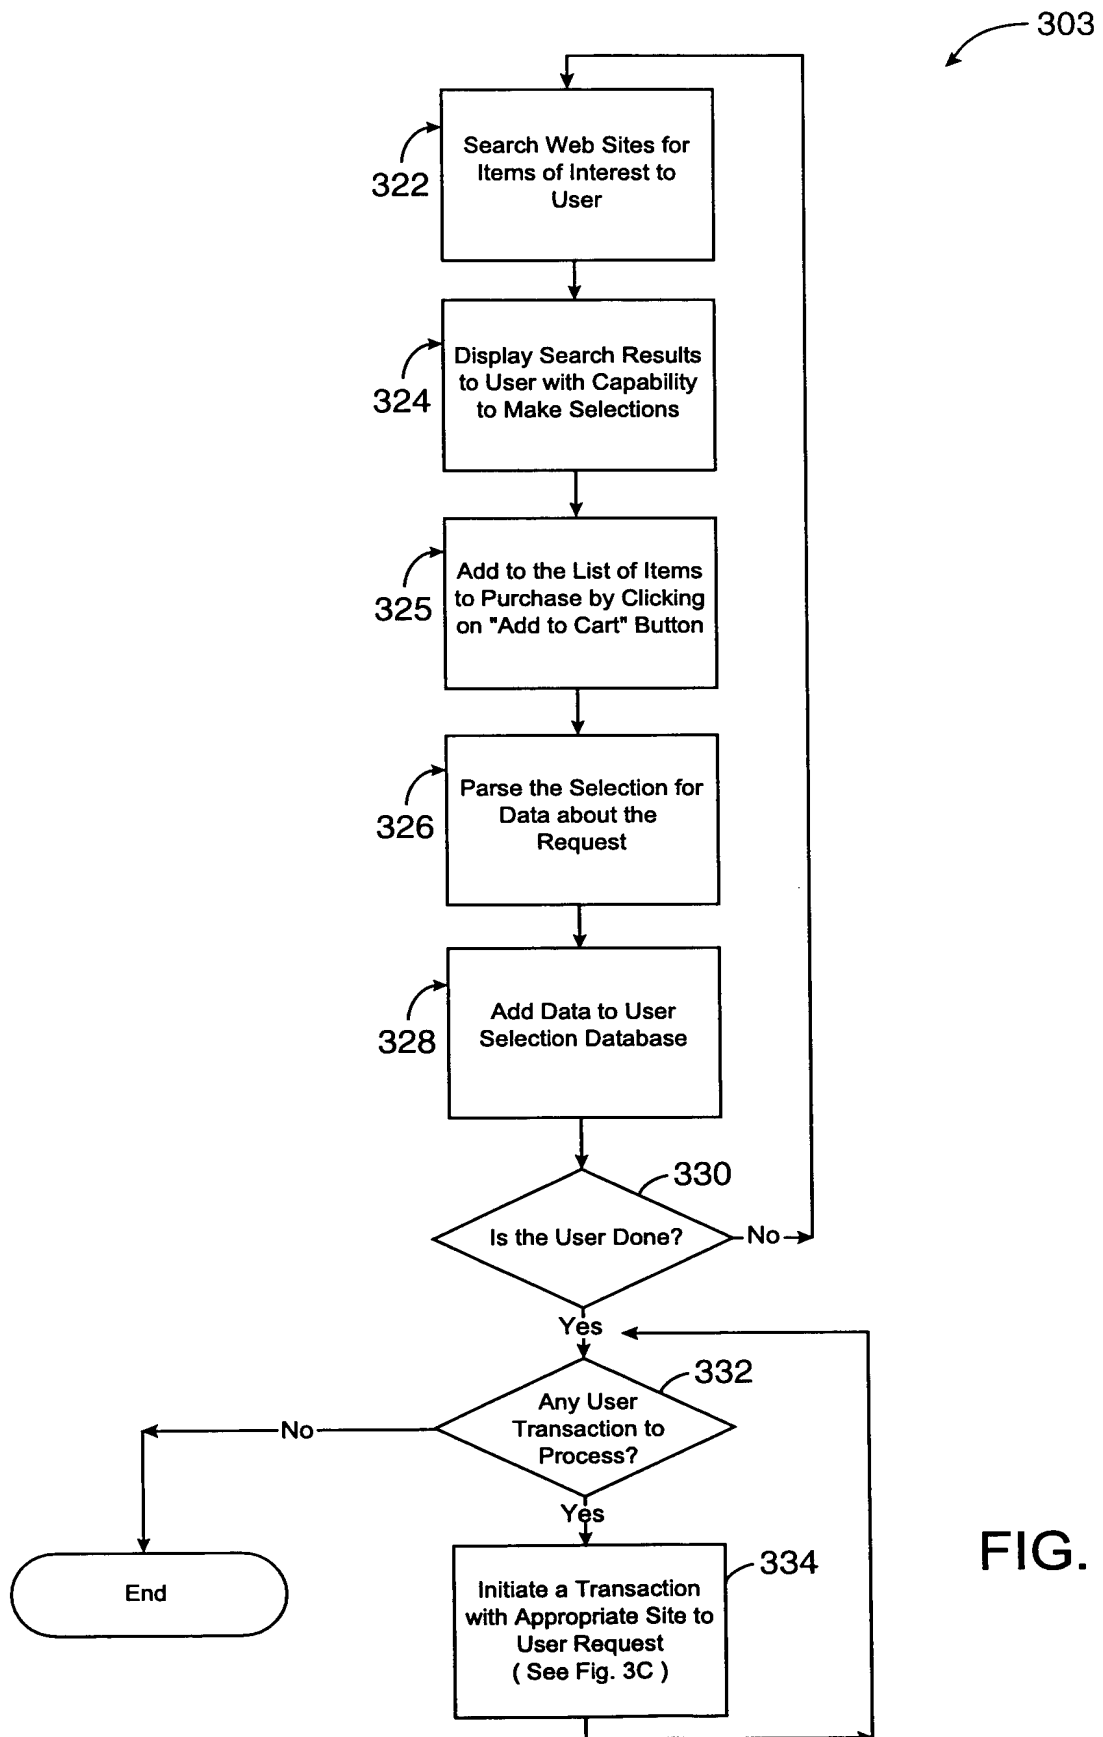 303
Search Web Sites for
Items of Interest to
User
322
Display Search Results
to User with Capability
to Make Selections
324
Add to the List of Items
to Purchase by Clicking
on "Add to Cart" Button
325
Parse the Selection for
Data about the
Request
326
Add Data to User
Selection Database
328
330
Is the User Done?
No
Yes
332
Any User
Transaction to
Process?
No
Yes
End
334
Initiate a Transaction
with Appropriate Site to
User Request
( See Fig. 3C )
FIG.